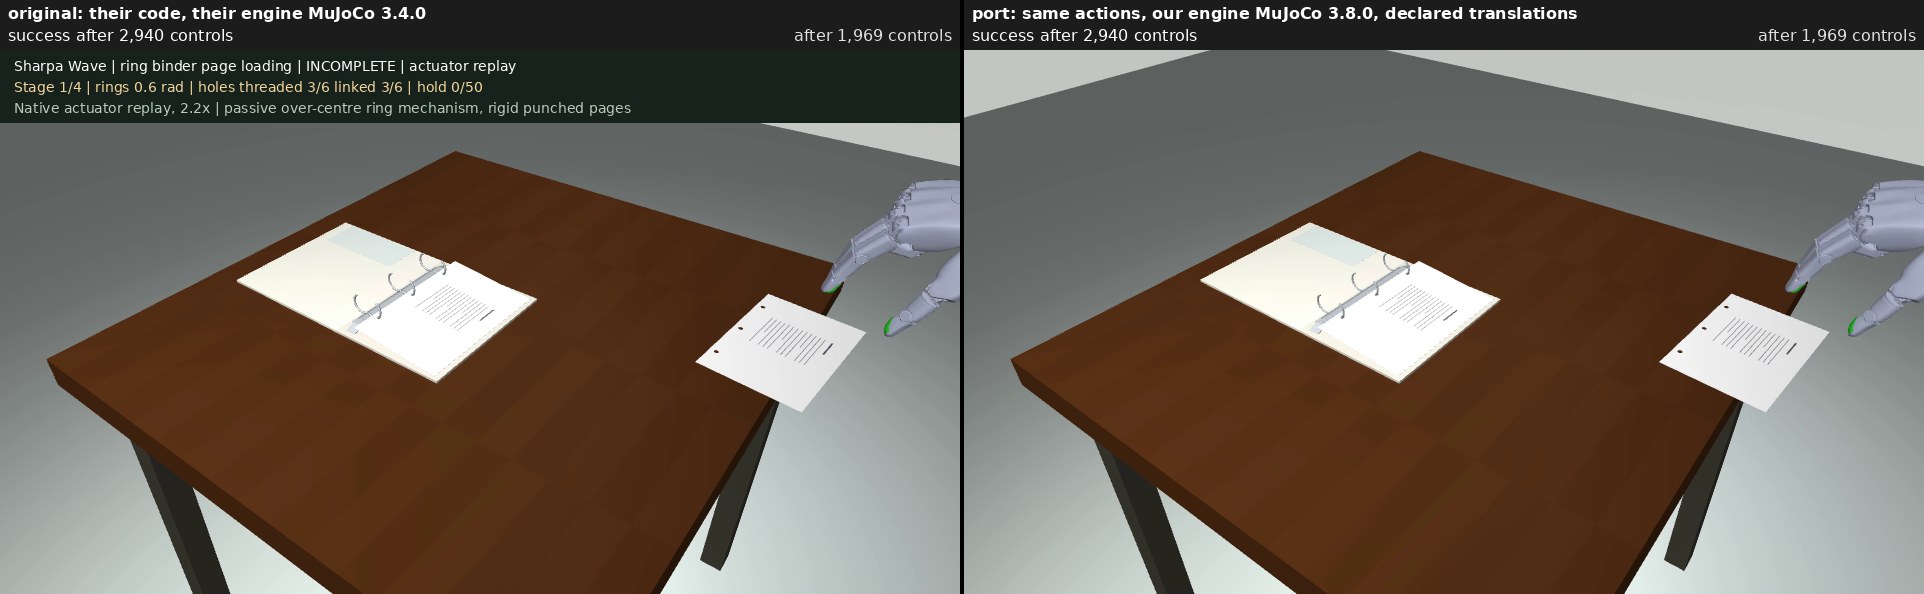 original: their code, their engine MuJoCo 3.4.0
success after 2,940 controls
after 1,969 controls
Sharpa Wave | ring binder page loading | INCOMPLETE | actuator replay
Stage 1/4 | rings 0.6 rad | holes threaded 3/6 linked 3/6 | hold 0/50
Native actuator replay, 2.2x | passive over-centre ring mechanism, rigid punched pages
port: same actions, our engine MuJoCo 3.8.0, declared translations
success after 2,940 controls
after 1,969 controls